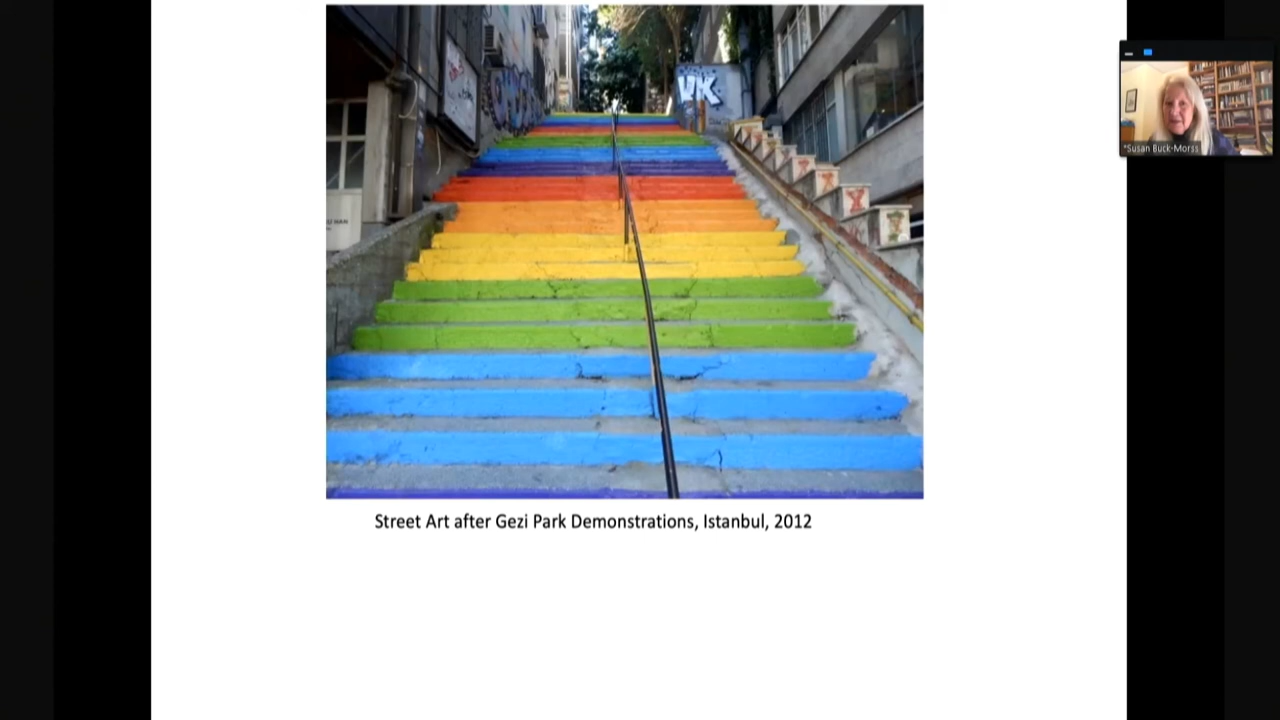 VK
*Susan Buck-Morss
Street Art after Gezi Park Demonstrations, Istanbul, 2012